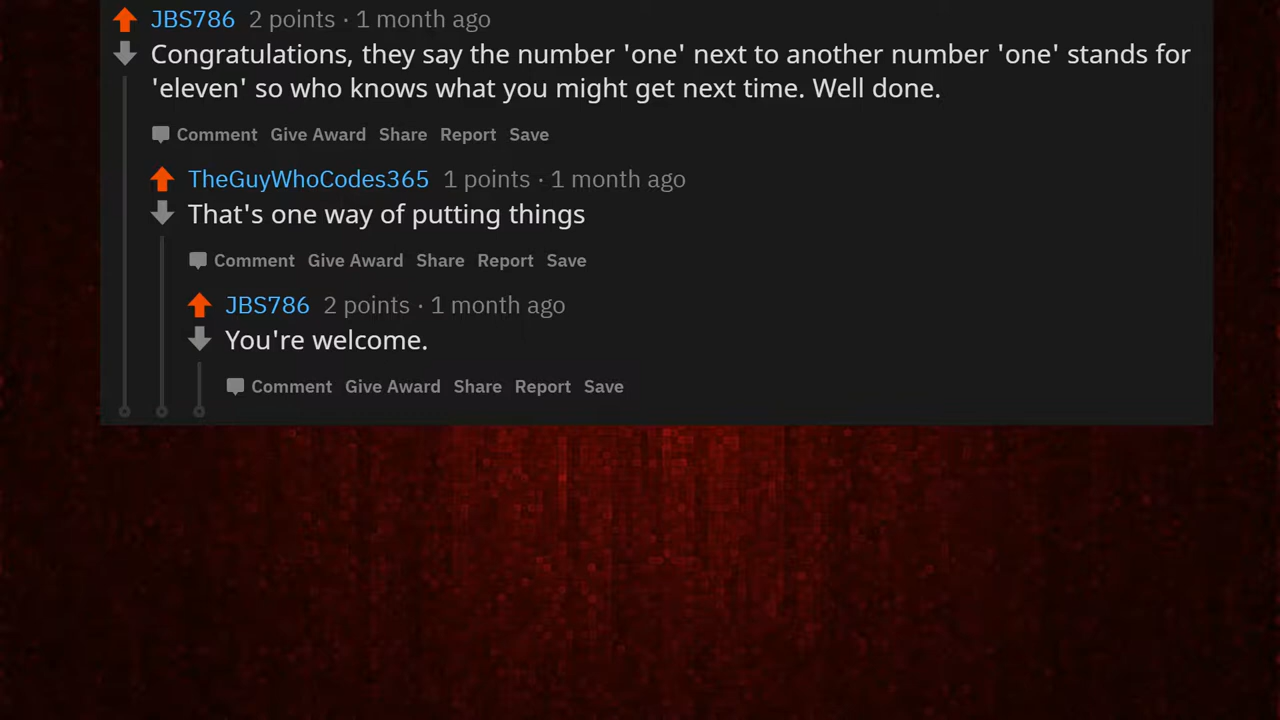 JBS786 2 points · 1 month ago
Congratulations, they say the number 'one' next to another number 'one' stands for
'eleven' so who knows what you might get next time. Well done.
Comment Give Award Share Report Save
TheGuyWhoCodes365 1 points · 1 month ago
That's one way of putting things
Comment Give Award Share Report Save
JBS786 2 points · 1 month ago
You're welcome.
Comment Give Award Share Report Save